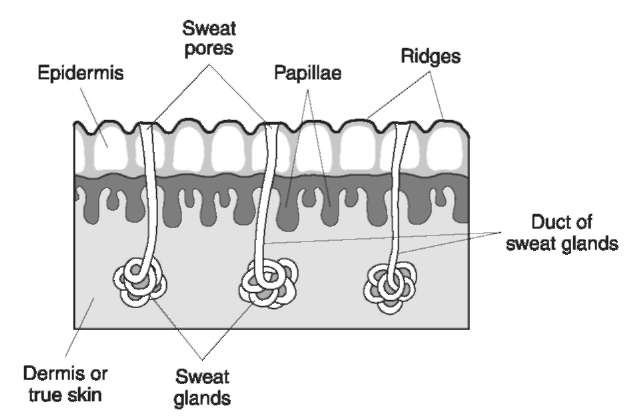 Sweat
pores
Epidermis
Papillae
Ridges
Duct of
sweat glands
Dermis or
true skin
Sweat
glands